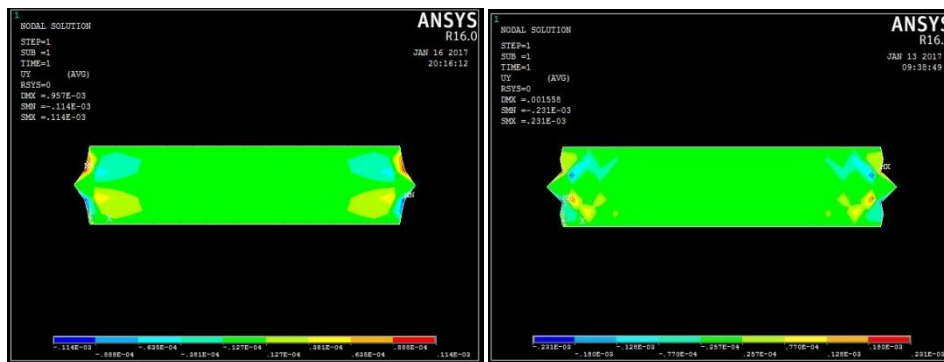 1
ANSYS
R16.0
NODAL SOLUTION
STEP=1
SUB =1
TIME=1
UY (AVG)
RSYS=0
DMX =.957E-03
SMN =-.114E-03
SMX =.114E-03
JAN 16 2017
20:16:12
MN
X
-.114E-03
-.888E-04
-.635E-04
-.381E-04
-.127E-04
.127E-04
.381E-04
.635E-04
.888E-04
.114E-03
1
ANSYS
R16.
NODAL SOLUTION
STEP=1
SUB =1
TIME=1
UY (AVG)
RSYS=0
DMX =.001558
SMN =-.231E-03
SMX =.231E-03
JAN 13 2017
09:38:49
MX
-.231E-03
-.180E-03
-.128E-03
-.770E-04
-.257E-04
.257E-04
.770E-04
.128E-03
.180E-03
.231E-03